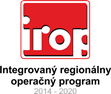 irop
Integrovaný regionálny
operačný program
2014 - 2020